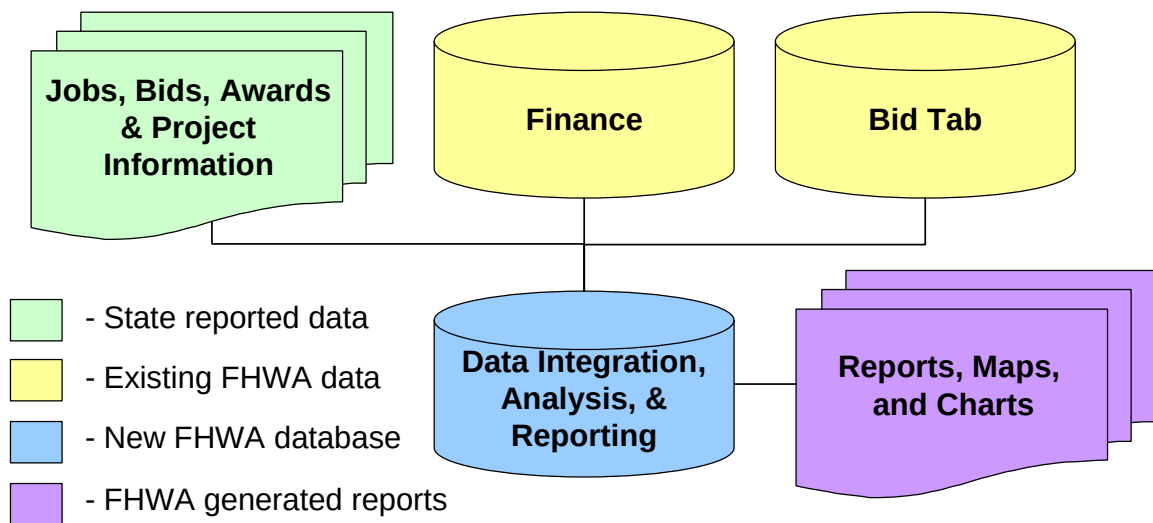 Jobs, Bids, Awards
& Project
Information
Finance
Bid Tab
- State reported data
- Existing FHWA data
- New FHWA database
- FHWA generated reports
Data Integration,
Analysis, &
Reporting
Reports, Maps,
and Charts